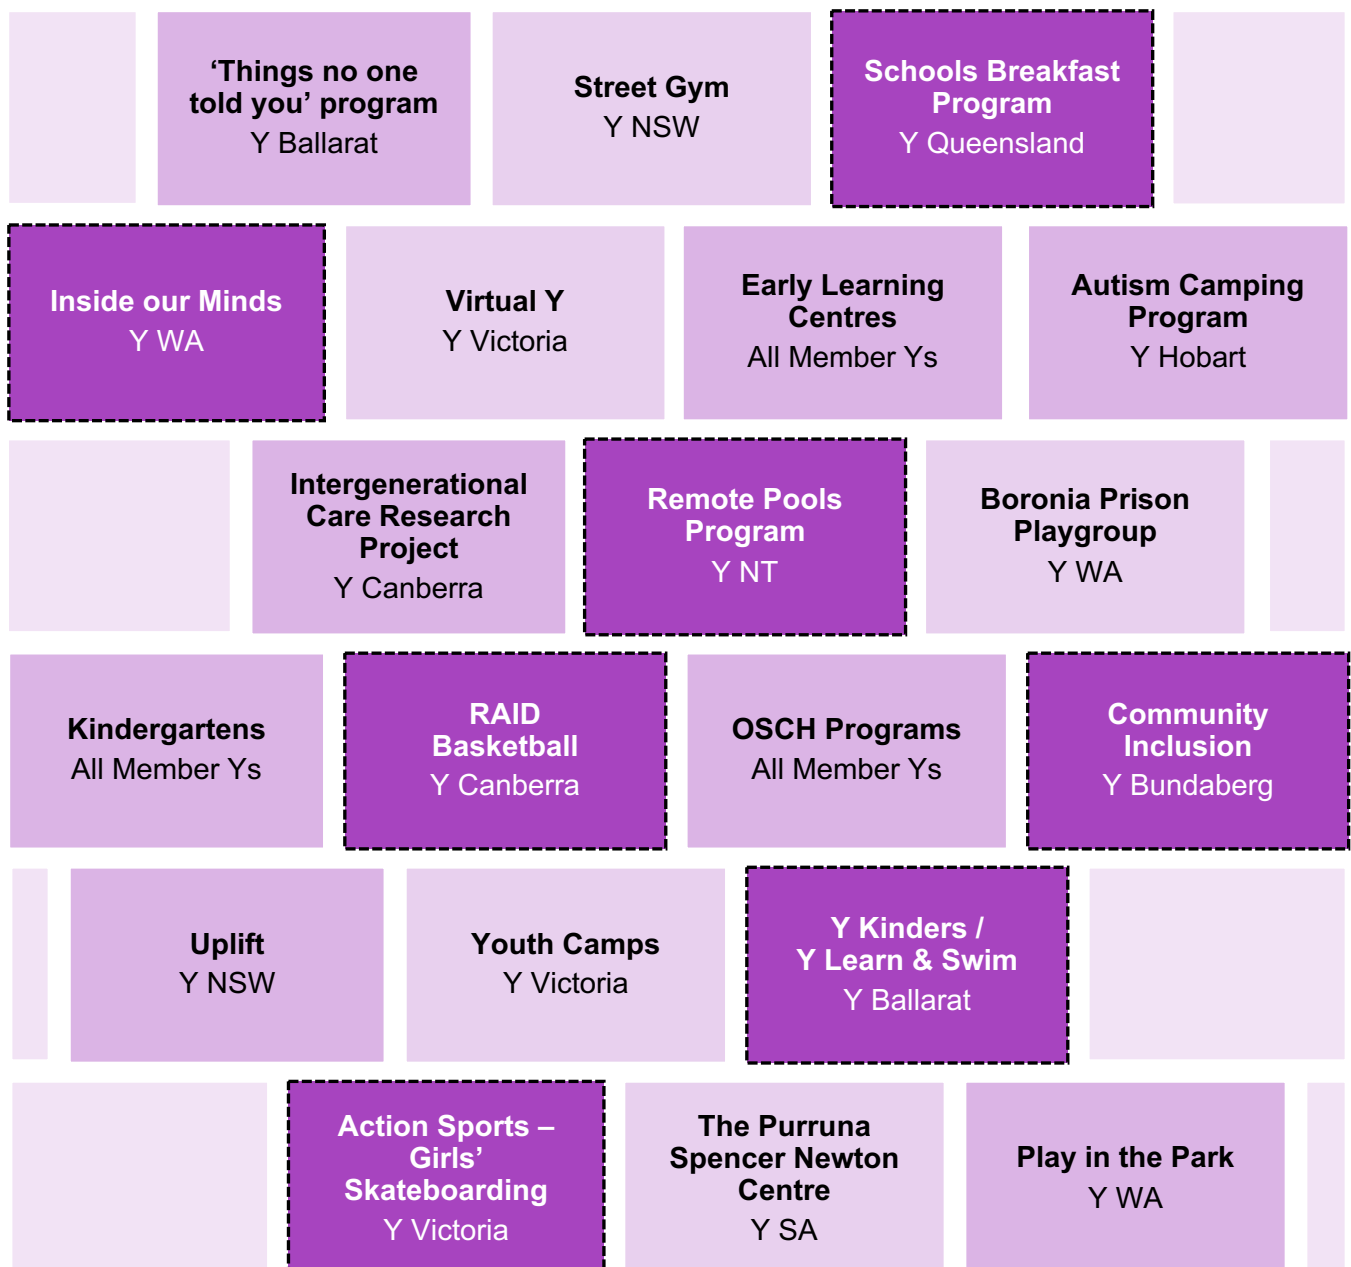 ‘Things no one
told you’ program
Y Ballarat
Street Gym
Y NSW
Schools Breakfast
Program
Y Queensland
Inside our Minds
Y WA
Virtual Y
Y Victoria
Early Learning
Centres
All Member Ys
Autism Camping
Program
Y Hobart
Intergenerational
Care Research
Project
Y Canberra
Remote Pools
Program
Y NT
Boronia Prison
Playgroup
Y WA
Kindergartens
All Member Ys
RAID
Basketball
Y Canberra
OSCH Programs
All Member Ys
Community
Inclusion
Y Bundaberg
Uplift
Y NSW
Youth Camps
Y Victoria
Y Kinders /
Y Learn & Swim
Y Ballarat
Action Sports –
Girls’
Skateboarding
Y Victoria
The Purruna
Spencer Newton
Centre
Y SA
Play in the Park
Y WA